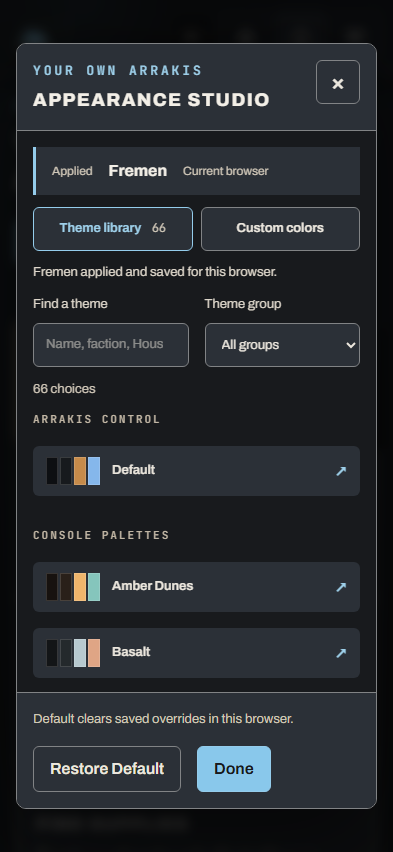 YOUR OWN ARRAKIS
APPEARANCE STUDIO
×
Applied Fremen Current browser
Theme library 66 Custom colors
Fremen applied and saved for this browser.
Find a theme Theme group
Name, faction, Hous All groups
66 choices
ARRAKIS CONTROL
Default ↗
CONSOLE PALETTES
Amber Dunes ↗
Basalt ↗
Default clears saved overrides in this browser.
Restore Default Done